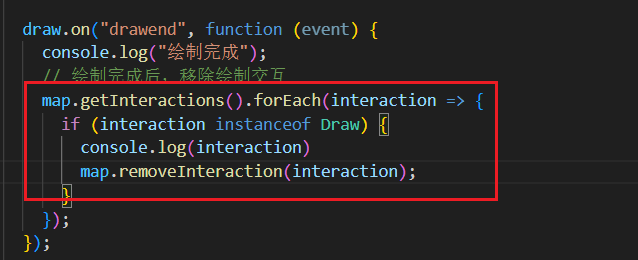 draw.on("drawend", function (event) {
console.log("绘制完成");
// 绘制完成后，移除绘制交互
map.getInteractions().forEach(interaction => {
if (interaction instanceof Draw) {
console.log(interaction)
map.removeInteraction(interaction);
}
});
});